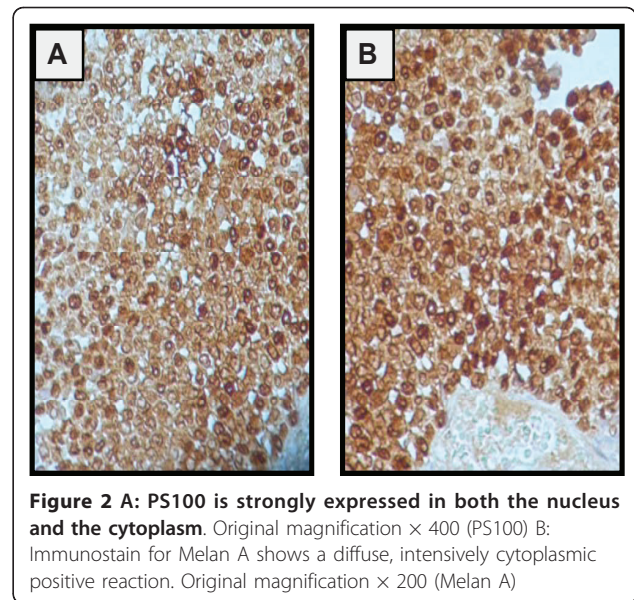 A
B
Figure 2 A: PS100 is strongly expressed in both the nucleus
and the cytoplasm. Original magnification × 400 (PS100) B:
Immunostain for Melan A shows a diffuse, intensively cytoplasmic
positive reaction. Original magnification × 200 (Melan A)